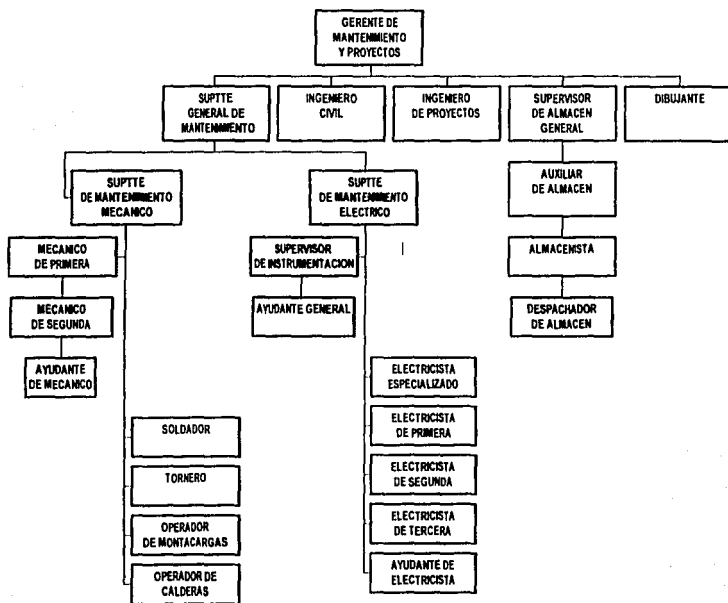 GERENTE DE
MANTENIMIENTO
Y PROYECTOS
SUPTTE
GENERAL DE
MANTENIMIENTO
INGENIERO
CIVIL
INGENIERO
DE PROYECTOS
SUPERVISOR
DE ALMACEN
GENERAL
DIBUJANTE
SUPTTE
DE MANTENIMENTO
MECANICO
SUPTTE
DE MANTENIMENTO
ELECTRICO
AUXILIAR
DE ALMACEN
MECANICO
DE PRIMERA
SUPERVISOR
DE INSTRUMENTACION
ALMACENISTA
MECANICO
DE SEGUNDA
AYUDANTE GENERAL
DESPACHADOR
DE ALMACEN
AYUDANTE
DE MECANICO
ELECTRICISTA
ESPECIALIZADO
SOLDADOR
ELECTRICISTA
DE PRIMERA
TORNERO
ELECTRICISTA
DE SEGUNDA
OPERADOR
DE MONTACARGAS
ELECTRICISTA
DE TERCERA
OPERADOR DE
CALDERAS
AYUDANTE DE
ELECTRICISTA